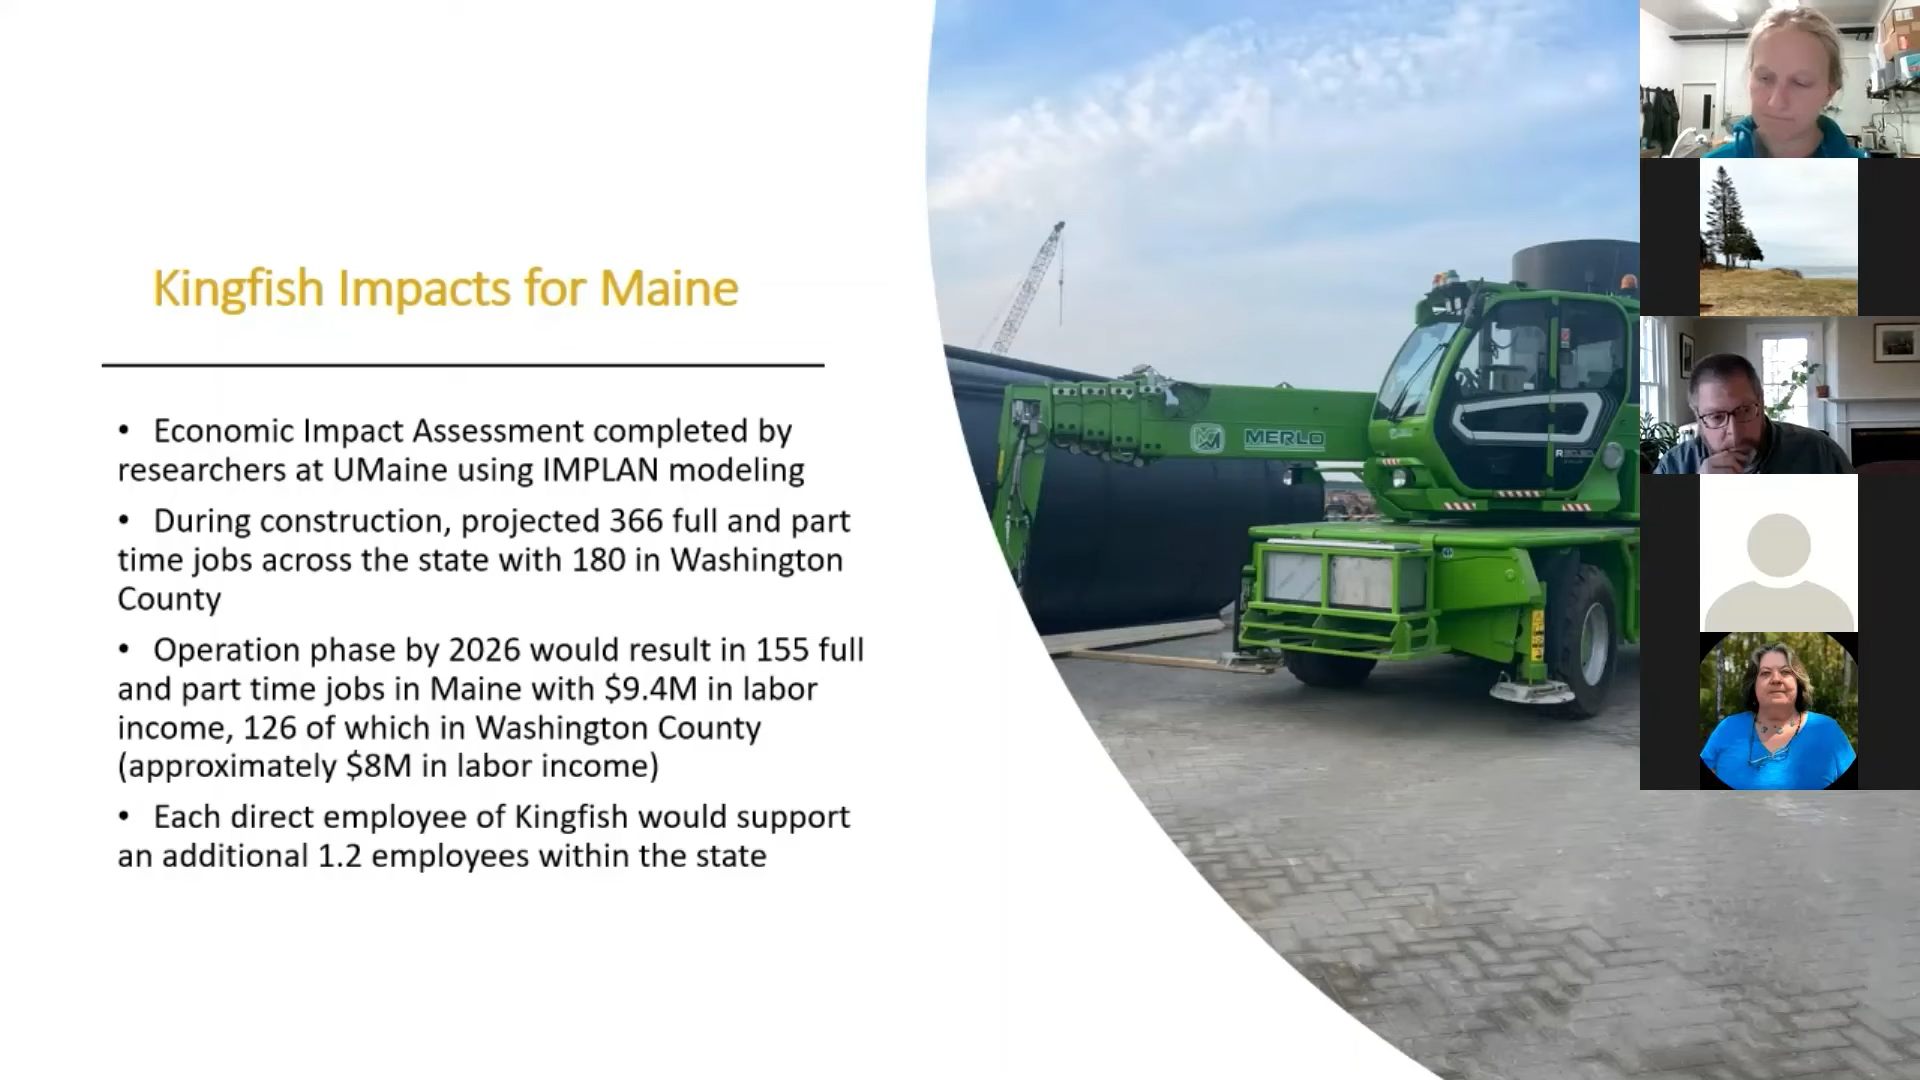 Kingfish Impacts for Maine
• Economic Impact Assessment completed by
researchers at UMaine using IMPLAN modeling
• During construction, projected 366 full and part
time jobs across the state with 180 in Washington
County
• Operation phase by 2026 would result in 155 full
and part time jobs in Maine with $9.4M in labor
income, 126 of which in Washington County
(approximately $8M in labor income)
• Each direct employee of Kingfish would support
an additional 1.2 employees within the state
MERLO